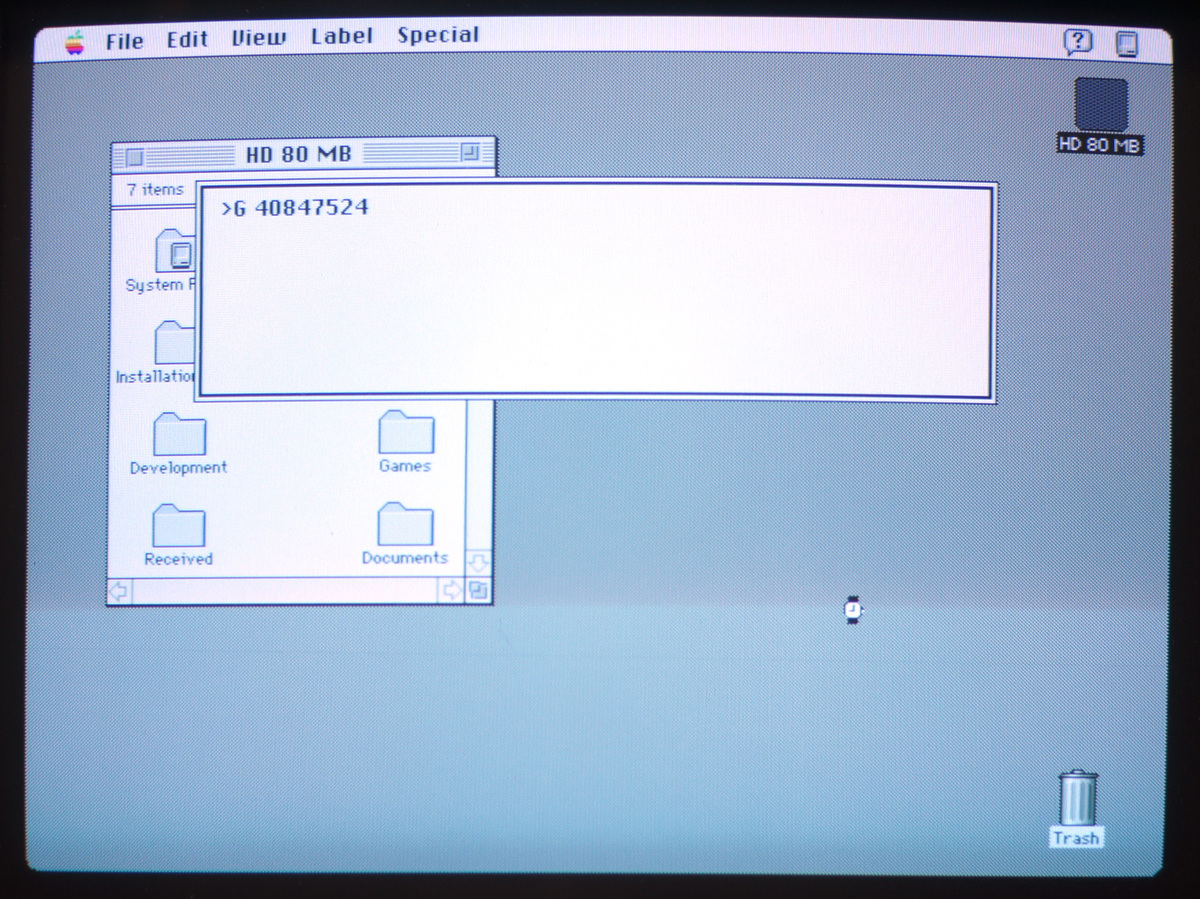 File Edit View Label Special
?
HD 80 MB
HD 80 MB
7 items
>G 40847524
System F
Installation
Development
Games
Received
Documents
Trash